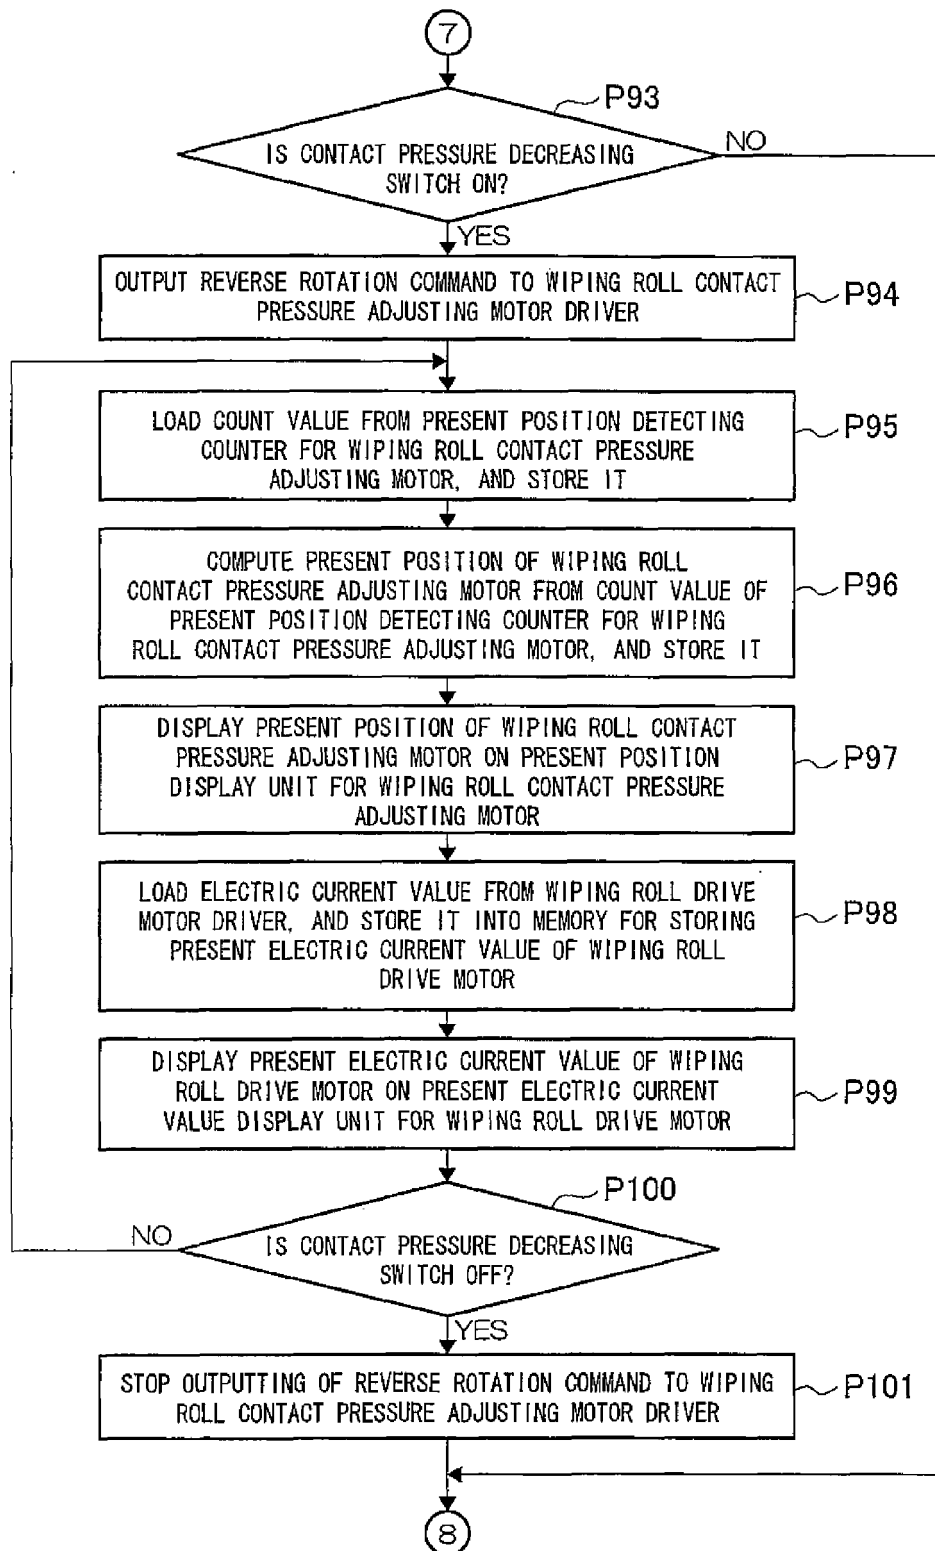 7
P93
NO
IS CONTACT PRESSURE DECREASING
SWITCH ON?
YES
OUTPUT REVERSE ROTATION COMMAND TO WIPING ROLL CONTACT
PRESSURE ADJUSTING MOTOR DRIVER
P94
LOAD COUNT VALUE FROM PRESENT POSITION DETECTING
COUNTER FOR WIPING ROLL CONTACT PRESSURE
ADJUSTING MOTOR, AND STORE IT
P95
COMPUTE PRESENT POSITION OF WIPING ROLL
CONTACT PRESSURE ADJUSTING MOTOR FROM COUNT VALUE OF
PRESENT POSITION DETECTING COUNTER FOR WIPING
ROLL CONTACT PRESSURE ADJUSTING MOTOR, AND STORE IT
P96
DISPLAY PRESENT POSITION OF WIPING ROLL CONTACT
PRESSURE ADJUSTING MOTOR ON PRESENT POSITION
DISPLAY UNIT FOR WIPING ROLL CONTACT PRESSURE
ADJUSTING MOTOR
P97
LOAD ELECTRIC CURRENT VALUE FROM WIPING ROLL DRIVE
MOTOR DRIVER, AND STORE IT INTO MEMORY FOR STORING
PRESENT ELECTRIC CURRENT VALUE OF WIPING ROLL
DRIVE MOTOR
P98
DISPLAY PRESENT ELECTRIC CURRENT VALUE OF WIPING
ROLL DRIVE MOTOR ON PRESENT ELECTRIC CURRENT
VALUE DISPLAY UNIT FOR WIPING ROLL DRIVE MOTOR
P99
P100
NO
IS CONTACT PRESSURE DECREASING
SWITCH OFF?
YES
STOP OUTPUTTING OF REVERSE ROTATION COMMAND TO WIPING
ROLL CONTACT PRESSURE ADJUSTING MOTOR DRIVER
P101
8